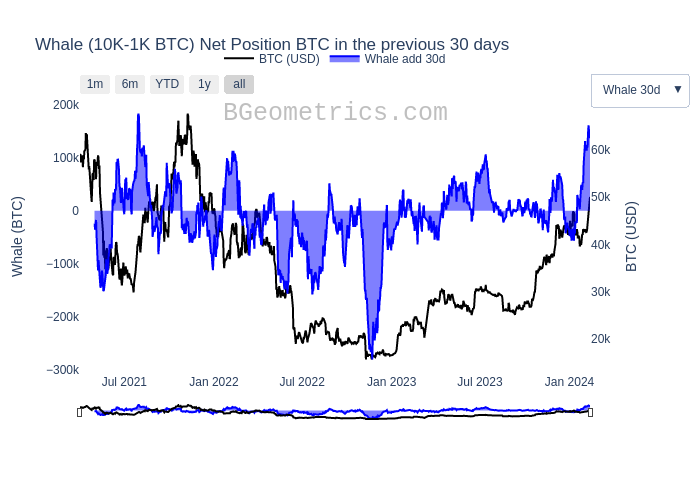 Whale (10K-1K BTC) Net Position BTC in the previous 30 days
BTC (USD)
Whale add 30d
1m
6m
YTD
1y
all
Whale 30d
▼
BGeometrics.com
200k
100k
0
−100k
−200k
−300k
Whale (BTC)
60k
50k
40k
30k
20k
BTC (USD)
Jul 2021
Jan 2022
Jul 2022
Jan 2023
Jul 2023
Jan 2024